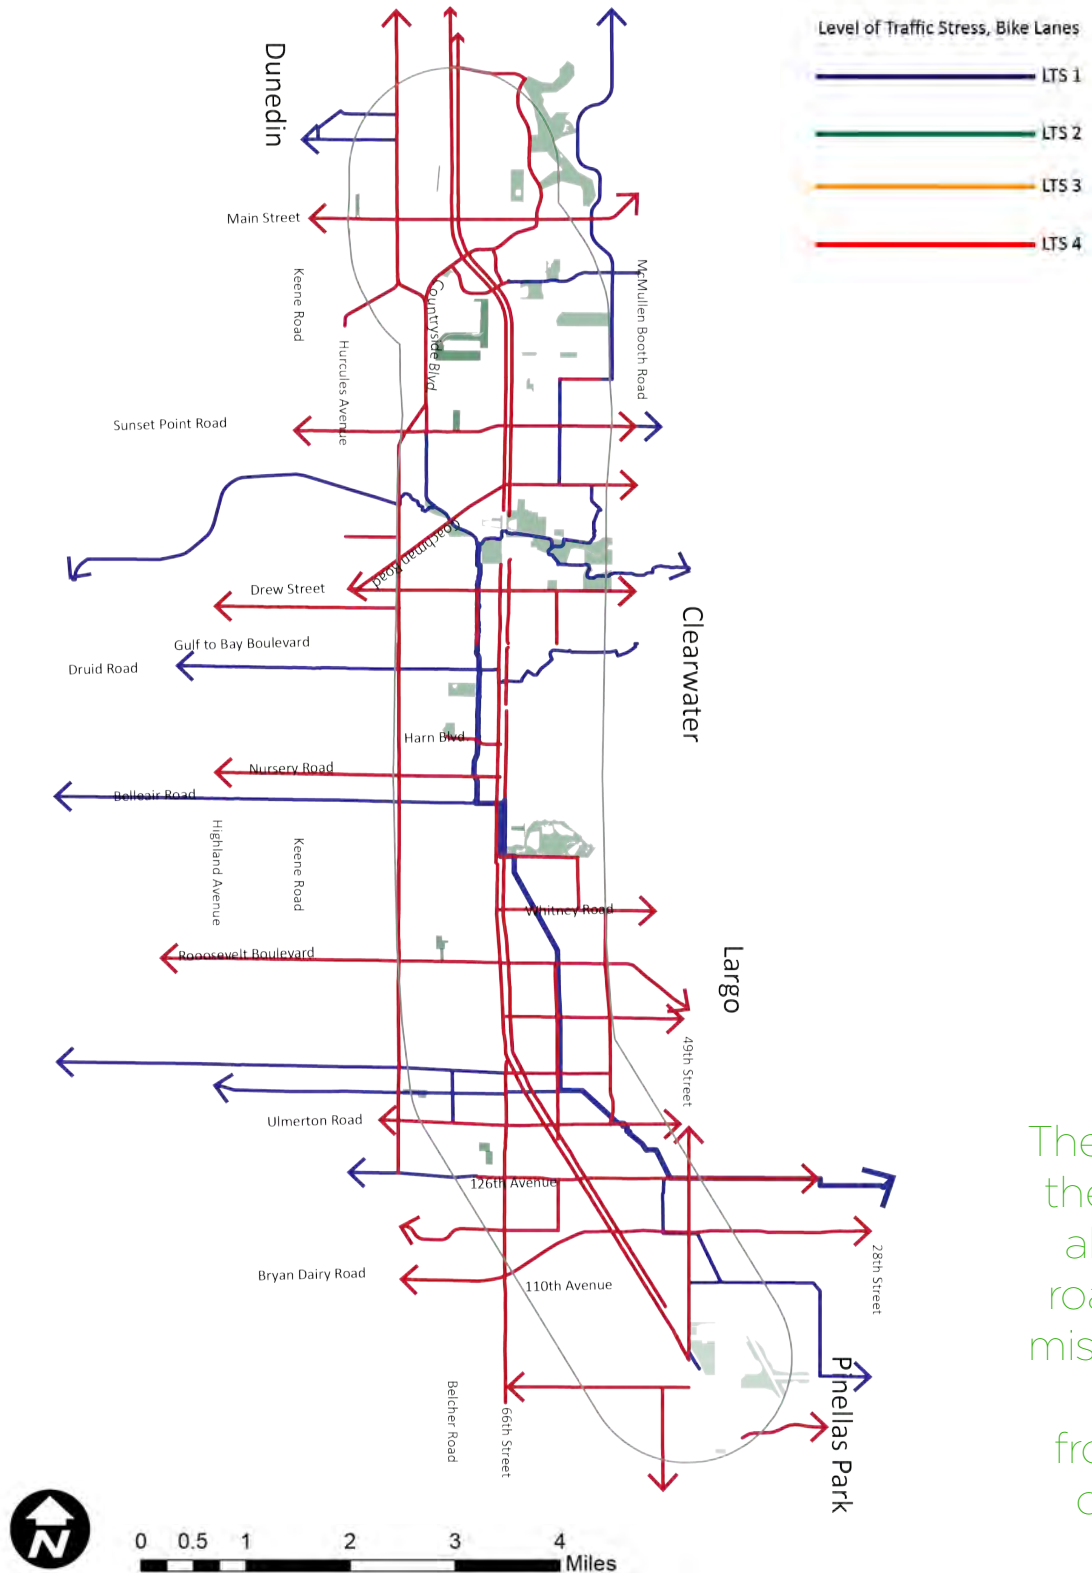 Level of Traffic Stress, Bike Lanes
LTS 1
LTS 2
LTS 3
LTS 4
Dunedin
Main Street
Keene Road
Countryside Blvd
McMullen Booth Road
Hurcules Avenue
Sunset Point Road
Coachman Road
Drew Street
Clearwater
Gulf to Bay Boulevard
Druid Road
Harn Blvd.
Nursery Road
Belleair Road
Highland Avenue
Keene Road
Whitney Road
Rooosevelt Boulevard
Largo
49th Street
Ulmerton Road
126th Avenue
28th Street
Bryan Dairy Road
110th Avenue
Pinellas Park
Belcher Road
66th Street
The
the
a
roa
mis
fro
c
N
0 0.5 1 2 3 4
Miles